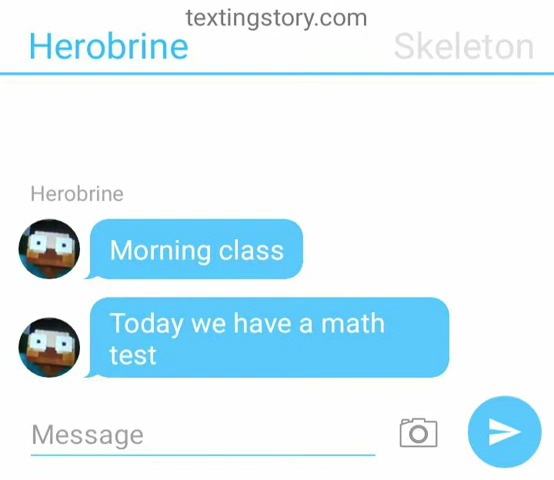 textingstory.com
Herobrine Skeleton
Herobrine
Morning class
Today we have a math
test
Message